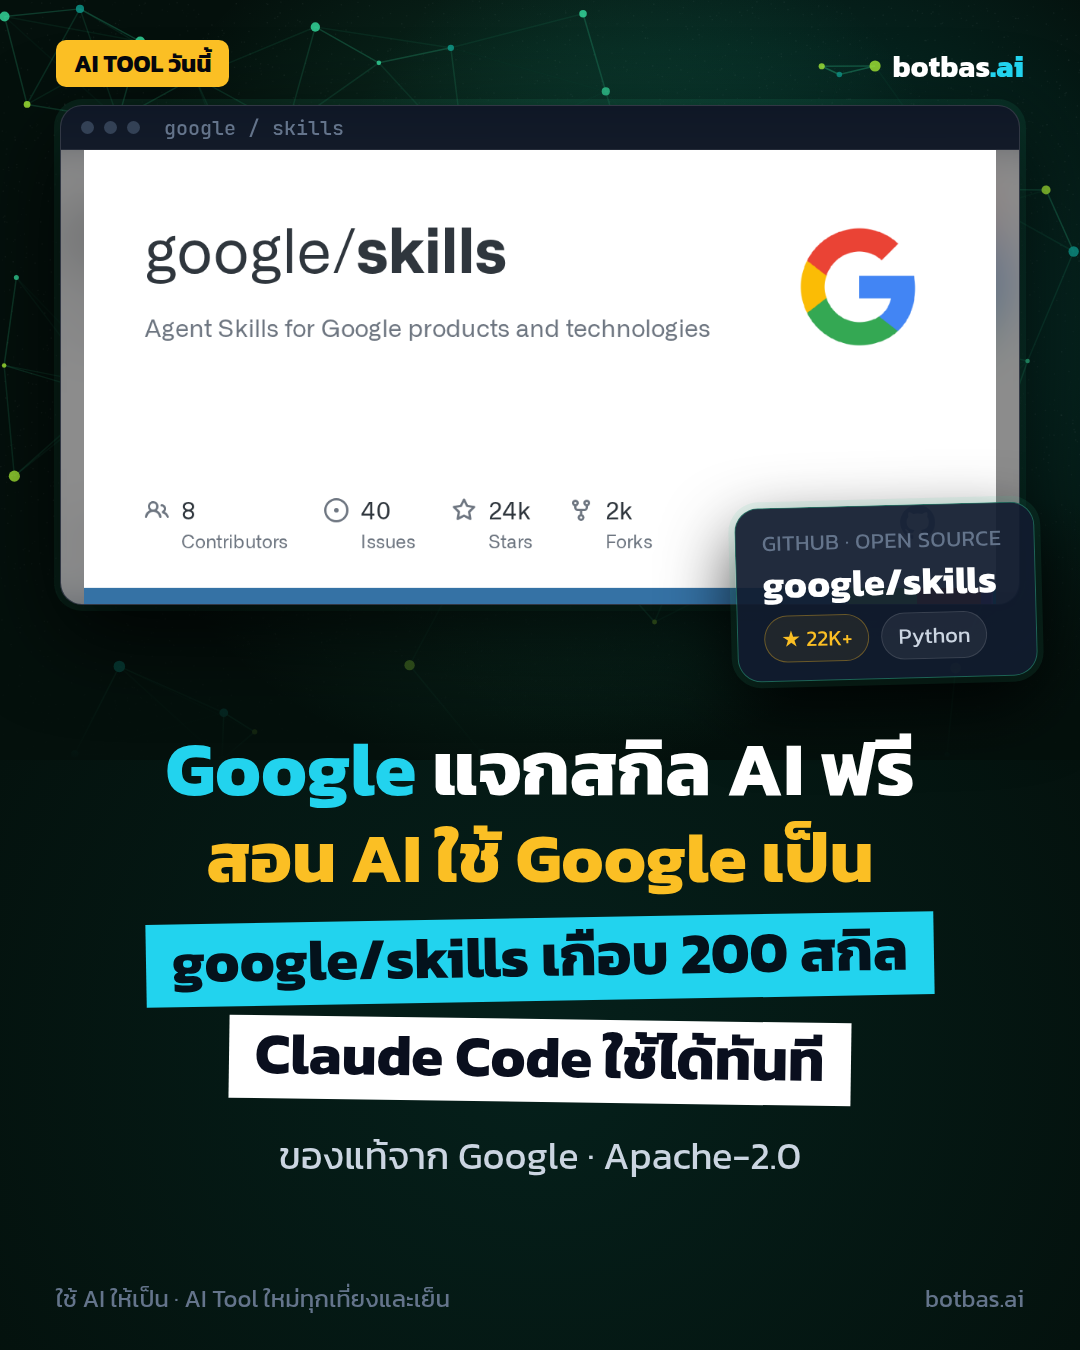 AI TOOL วันนี้
botbas.ai
google / skills
google/skills
Agent Skills for Google products and technologies
8
Contributors
40
Issues
24k
Stars
2k
Forks
GITHUB · OPEN SOURCE
google/skills
★ 22K+
Python
Google แจกสกิล AI ฟรี
สอน AI ใช้ Google เป็น
google/skills เกือบ 200 สกิล
Claude Code ใช้ได้ทันที
ของแท้จาก Google · Apache-2.0
ใช้ AI ให้เป็น · AI Tool ใหม่ทุกเที่ยงและเย็น
botbas.ai